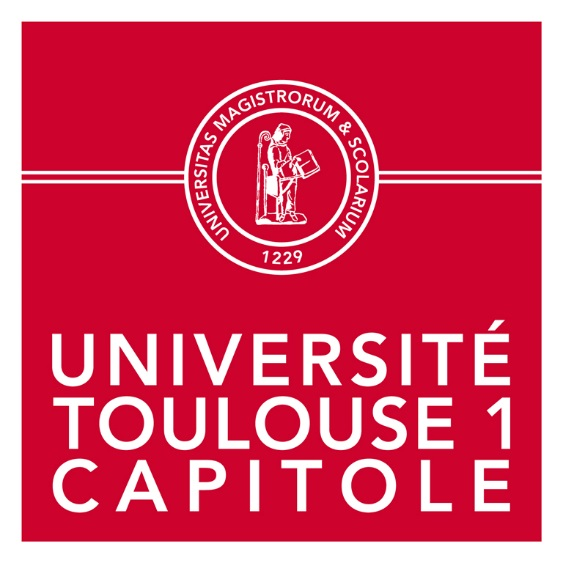 UNIVERSITAS MAGISTRORUM & SCOLARIUM
1229
UNIVERSITÉ
TOULOUSE 1
CAPITOLE